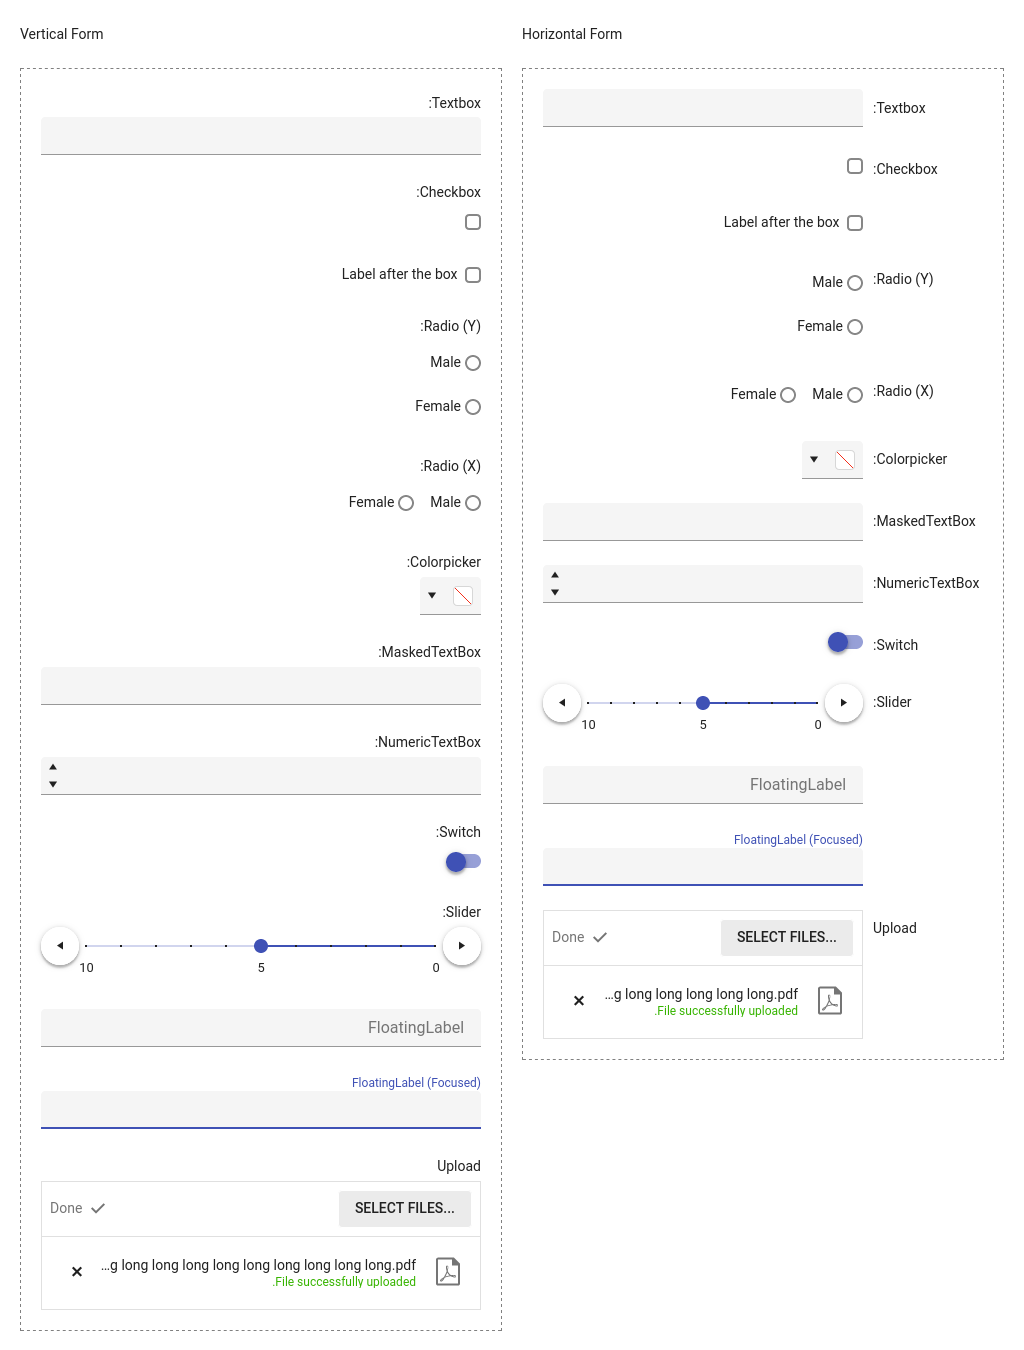 Vertical Form
:Textbox
:Checkbox
Label after the box
:Radio (Y)
Male
Female
:Radio (X)
Female Male
:Colorpicker
:MaskedTextBox
:NumericTextBox
:Switch
:Slider
10 5 0
FloatingLabel
FloatingLabel (Focused)
Upload
Done SELECT FILES...
...g long long long long long long long long long.pdf
.File successfully uploaded
Horizontal Form
:Textbox
:Checkbox
Label after the box
Male :Radio (Y)
Female
Female Male :Radio (X)
:Colorpicker
:MaskedTextBox
:NumericTextBox
:Switch
:Slider
10 5 0
FloatingLabel
FloatingLabel (Focused)
Upload
Done SELECT FILES...
...g long long long long long.pdf
.File successfully uploaded